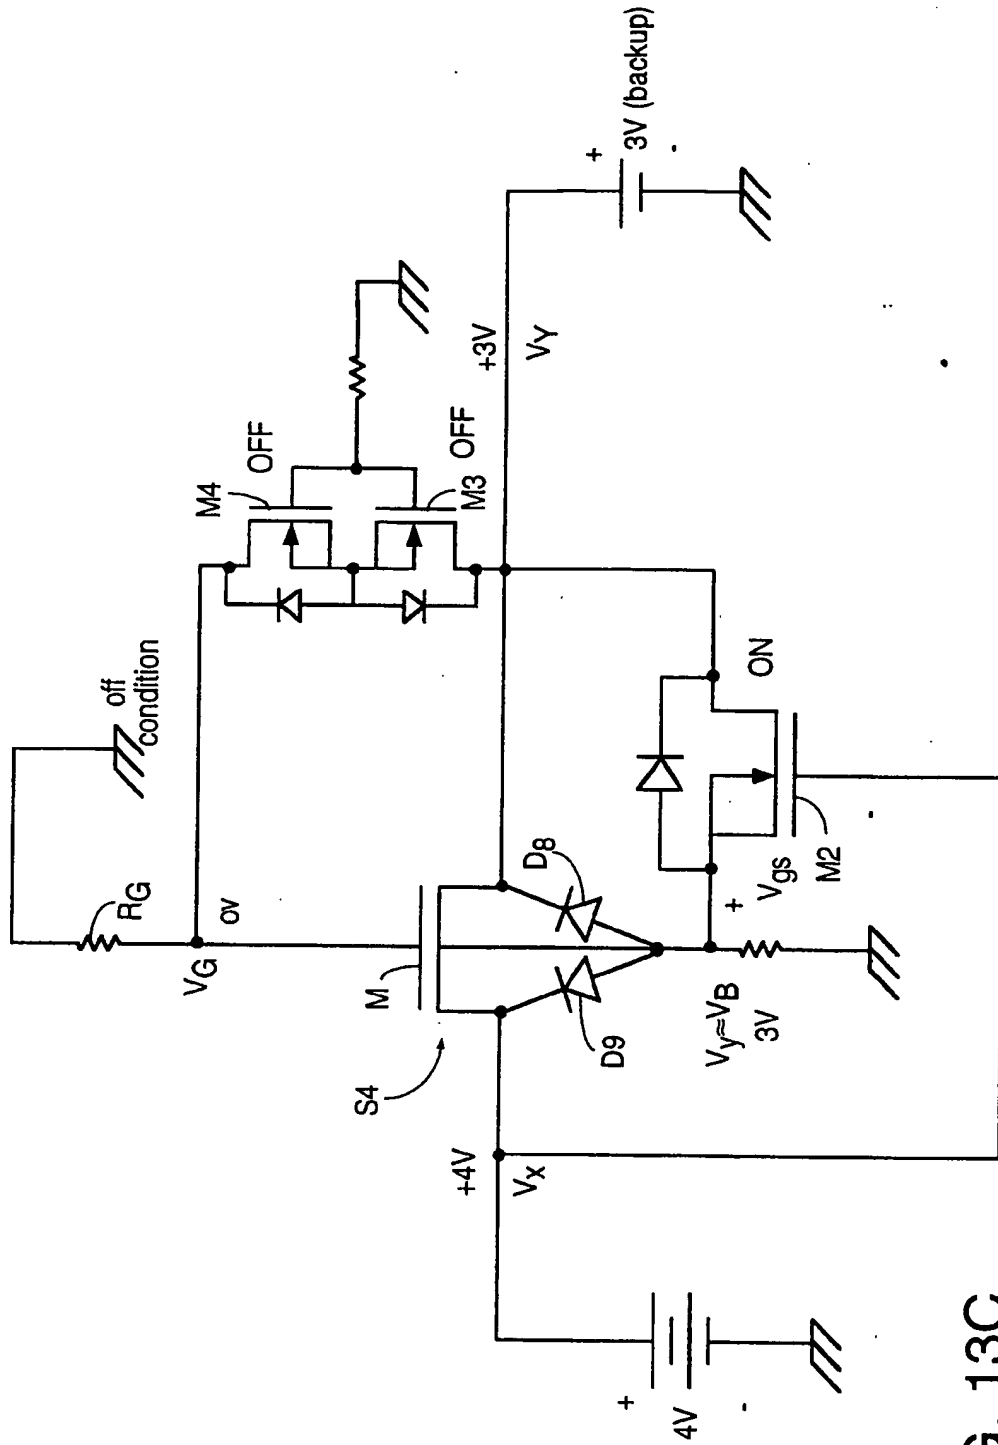 off
condition
RG
VG
0V
M4
OFF
OFF
M3
+3V
VY
+
3V (backup)
M
S4
D8
D9
+4V
VX
+
4V
Vy≈VB
3V
+
Vgs
M2
ON
G. 13C